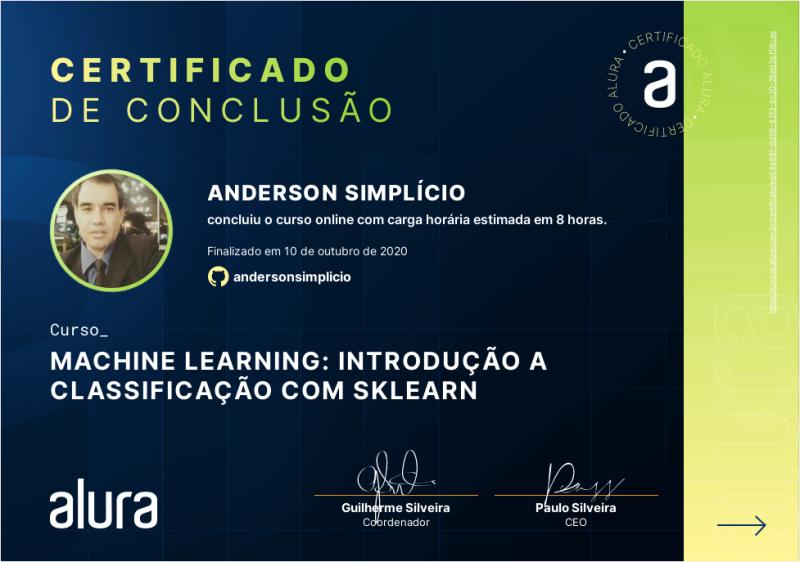 CERTIFICADO
DE CONCLUSÃO
CERTIFICADO ALURA • CERTIFICADO ALURA •
a
ANDERSON SIMPLÍCIO
concluiu o curso online com carga horária estimada em 8 horas.
Finalizado em 10 de outubro de 2020
andersonsimplicio
Curso_
MACHINE LEARNING: INTRODUÇÃO A
CLASSIFICAÇÃO COM SKLEARN
alura
Guilherme Silveira
Coordenador
Paulo Silveira
CEO
alura